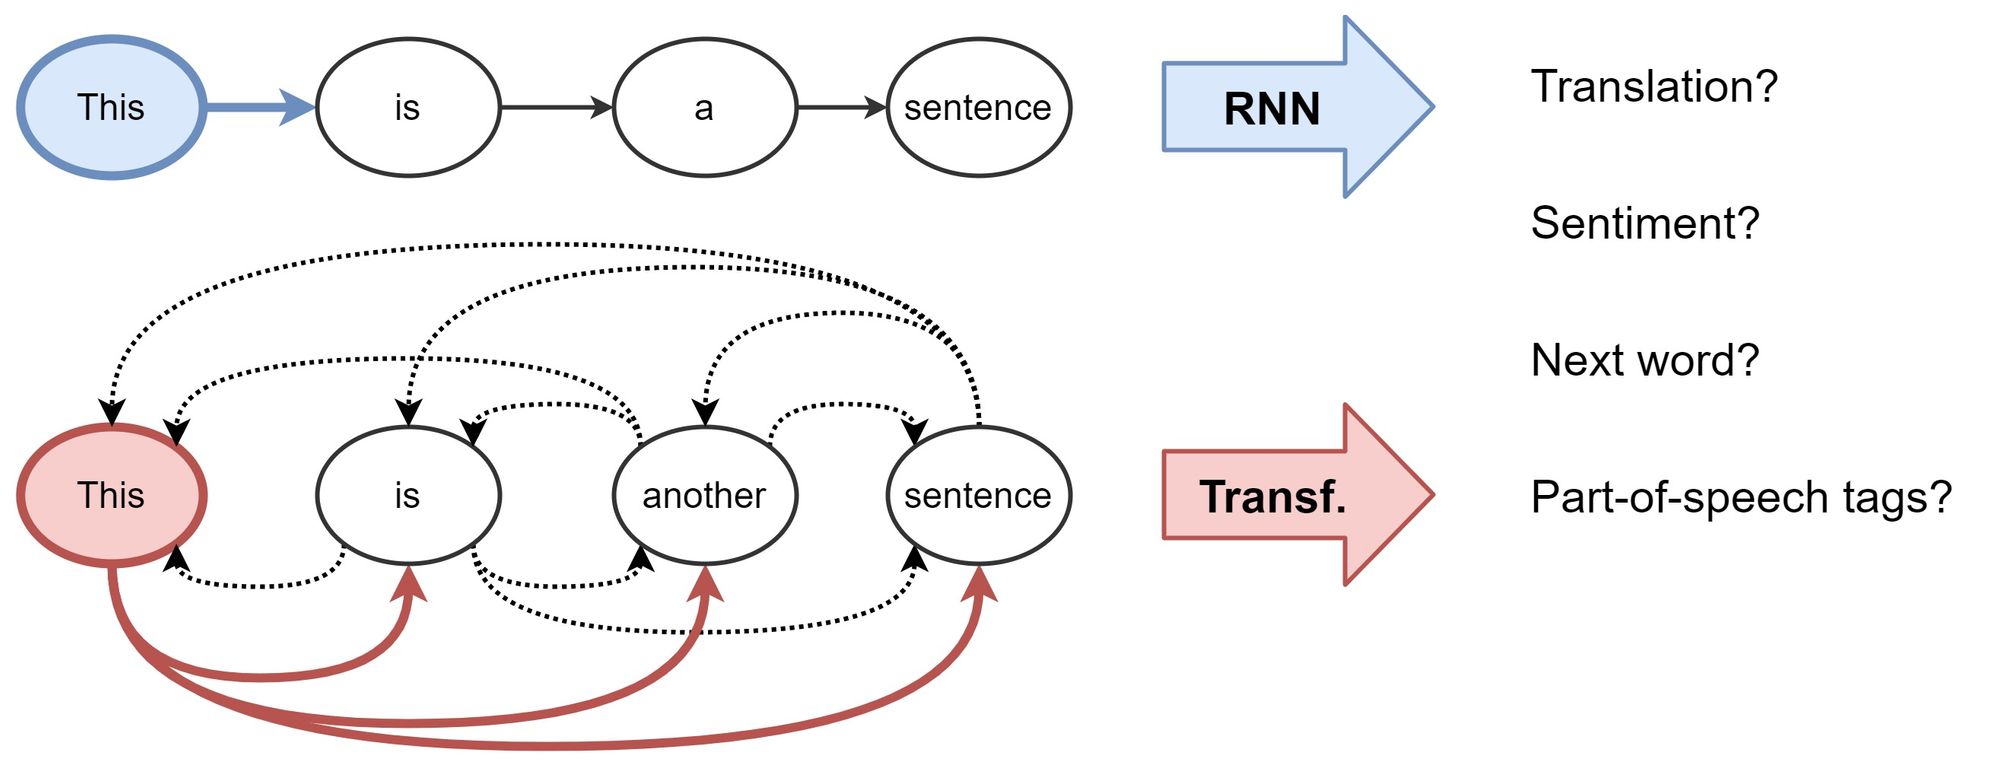 This is a sentence RNN
Translation?
Sentiment?
Next word?
This is another sentence Transf.
Part-of-speech tags?